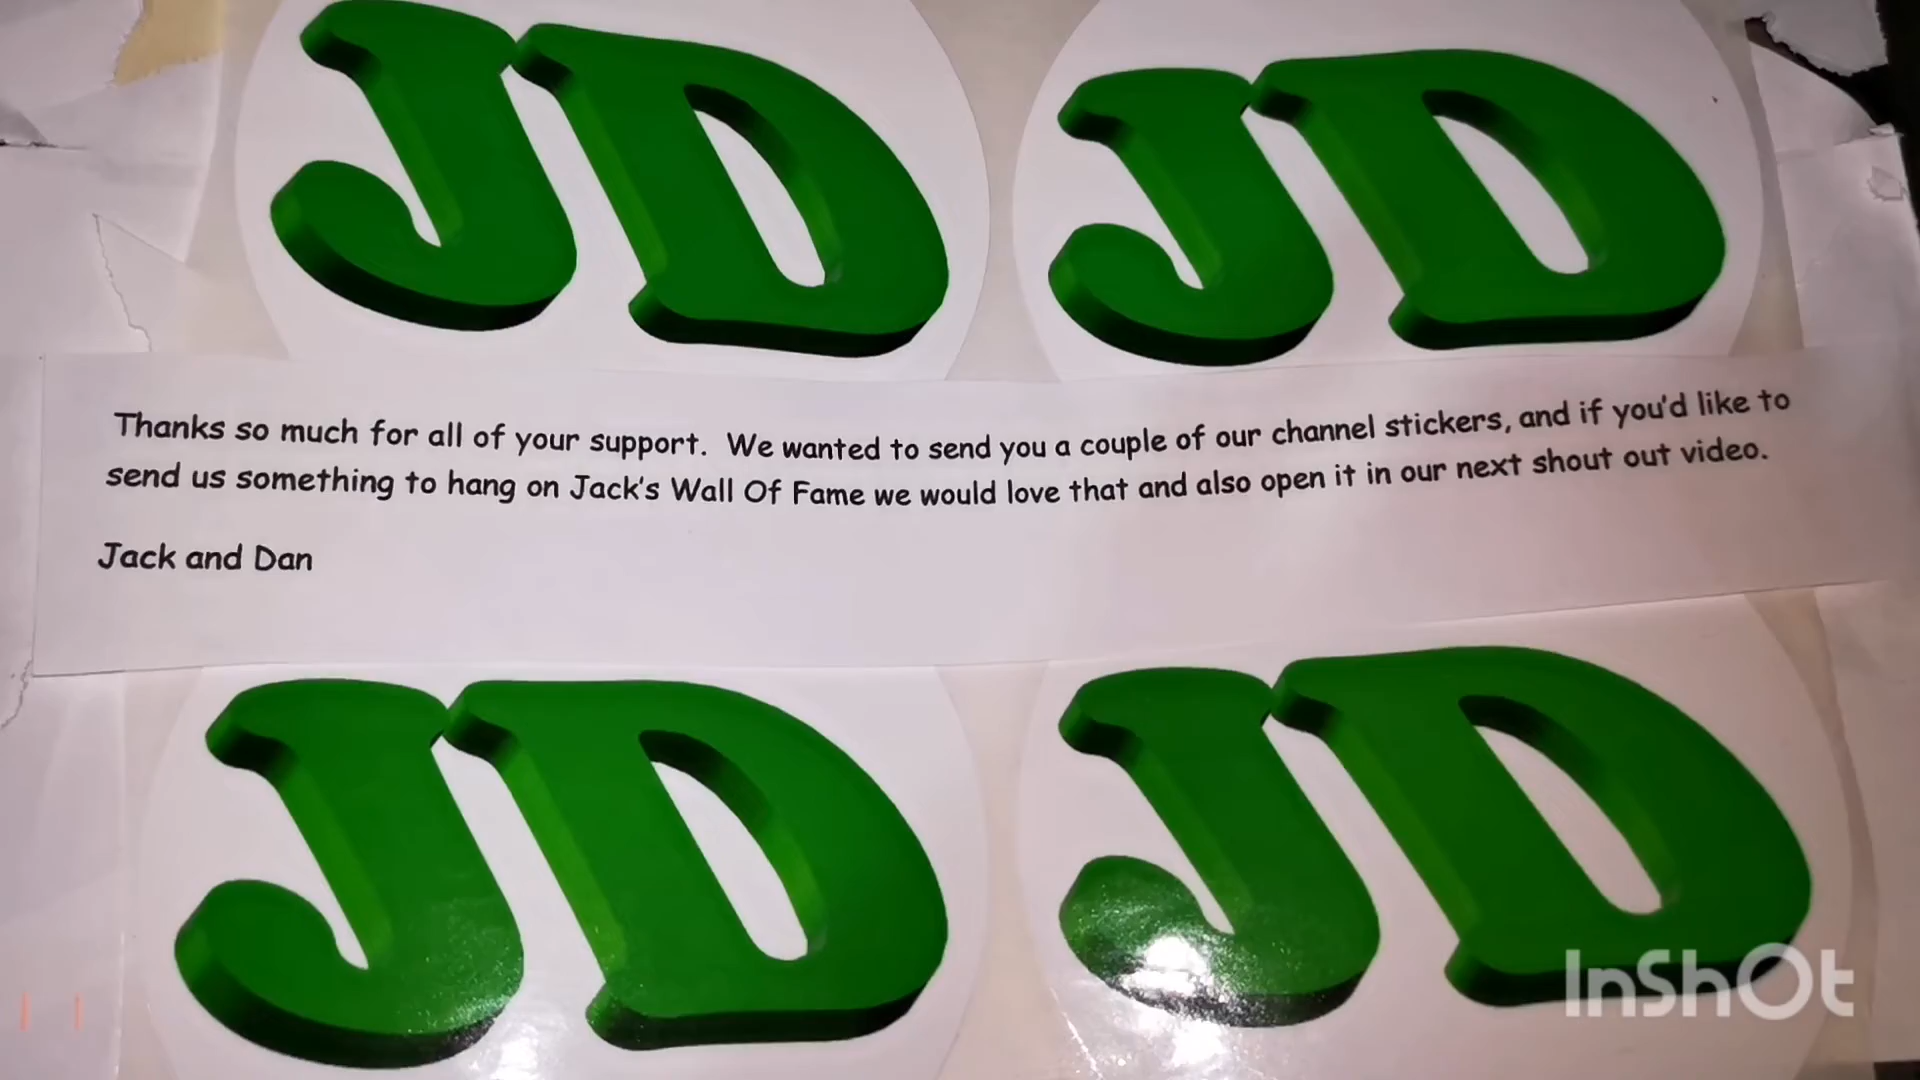 JD JD
Thanks so much for all of your support. We wanted to send you a couple of our channel stickers, and if you'd like to
send us something to hang on Jack's Wall Of Fame we would love that and also open it in our next shout out video.
Jack and Dan
JD JD
InShOt